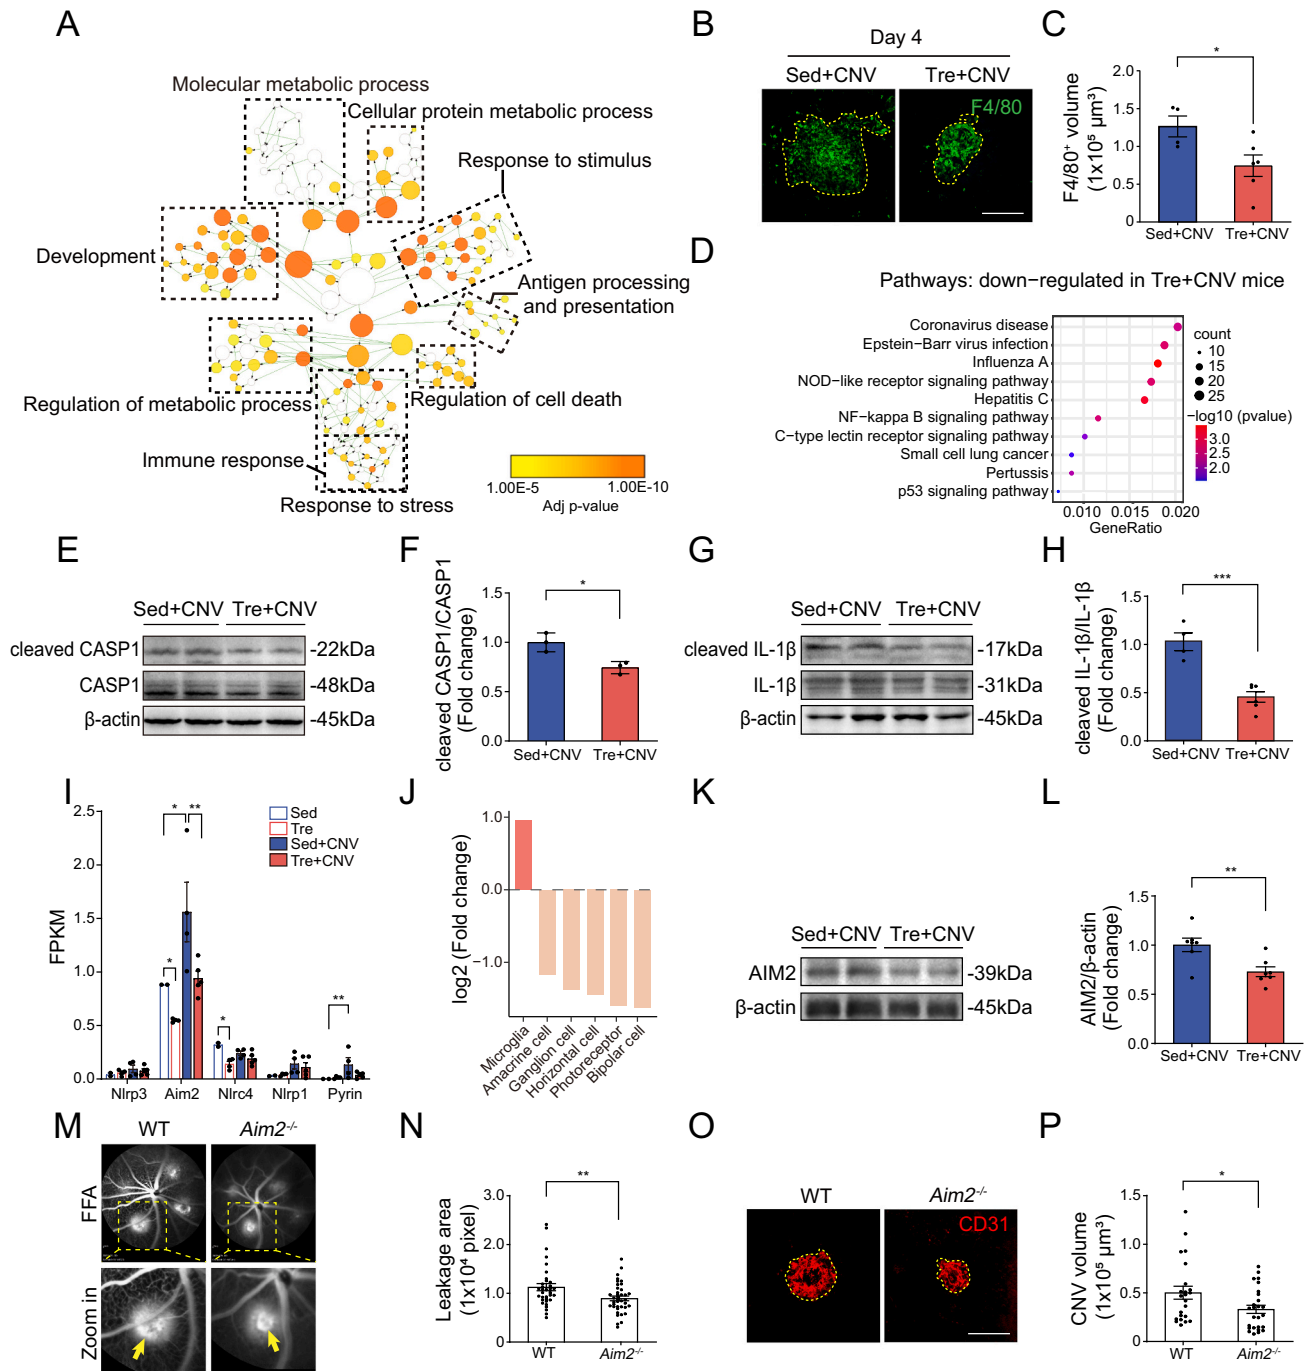 A
Molecular metabolic process
Cellular protein metabolic process
Response to stimulus
Development
Antigen processing
and presentation
Regulation of metabolic process
Regulation of cell death
Immune response
Response to stress
1.00E-5
1.00E-10
Adj p-value
B
Day 4
Sed+CNV
Tre+CNV
F4/80
C
F4/80⁺ volume
(1x10⁵ μm³)
2.0
1.5
1.0
0.5
0
*
Sed+CNV
Tre+CNV
D
Pathways: down−regulated in Tre+CNV mice
Coronavirus disease
Epstein−Barr virus infection
Influenza A
NOD−like receptor signaling pathway
Hepatitis C
NF−kappa B signaling pathway
C−type lectin receptor signaling pathway
Small cell lung cancer
Pertussis
p53 signaling pathway
0.010
0.015
0.020
GeneRatio
count
10
15
20
25
−log10 (pvalue)
3.0
2.5
2.0
E
Sed+CNV
Tre+CNV
cleaved CASP1
-22kDa
CASP1
-48kDa
β-actin
-45kDa
F
cleaved CASP1/CASP1
(Fold change)
1.5
1.0
0.5
0.0
*
Sed+CNV
Tre+CNV
G
Sed+CNV
Tre+CNV
cleaved IL-1β
-17kDa
IL-1β
-31kDa
β-actin
-45kDa
H
cleaved IL-1β/IL-1β
(Fold change)
1.5
1.0
0.5
0.0
***
Sed+CNV
Tre+CNV
I
FPKM
2.5
2.0
1.5
1.0
0.5
0.0
*
**
*
*
**
Sed
Tre
Sed+CNV
Tre+CNV
Nlrp3
Aim2
Nlrc4
Nlrp1
Pyrin
J
log2 (Fold change)
1.0
0.0
−1.0
Microglia
Amacrine cell
Ganglion cell
Horizontal cell
Photoreceptor
Bipolar cell
K
Sed+CNV
Tre+CNV
AIM2
-39kDa
β-actin
-45kDa
L
AIM2/β-actin
(Fold change)
1.5
1.0
0.5
0.0
**
Sed+CNV
Tre+CNV
M
WT
Aim2-/-
FFA
Zoom in
N
Leakage area
(1x10⁴ pixel)
3.0
2.0
1.0
0.0
**
WT
Aim2-/-
O
WT
Aim2-/-
CD31
P
CNV volume
(1x10⁵ μm³)
1.5
1.0
0.5
0
*
WT
Aim2-/-